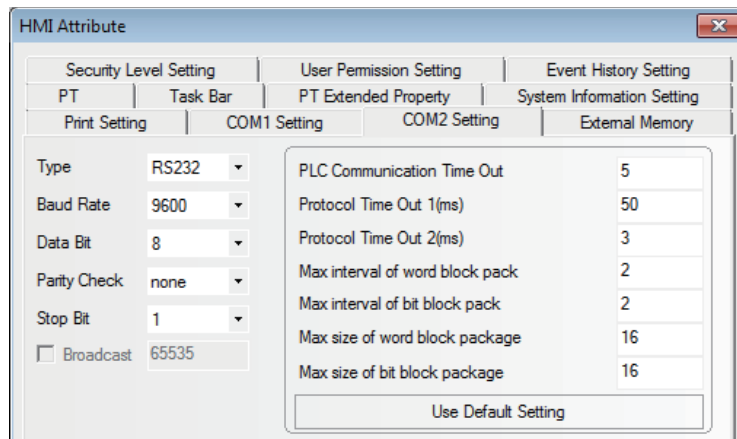 HMI Attribute
Security Level Setting User Permission Setting Event History Setting
PT Task Bar PT Extended Property System Information Setting
Print Setting COM1 Setting COM2 Setting External Memory
Type RS232
Baud Rate 9600
Data Bit 8
Parity Check none
Stop Bit 1
Broadcast 65535
PLC Communication Time Out 5
Protocol Time Out 1(ms) 50
Protocol Time Out 2(ms) 3
Max interval of word block pack 2
Max interval of bit block pack 2
Max size of word block package 16
Max size of bit block package 16
Use Default Setting